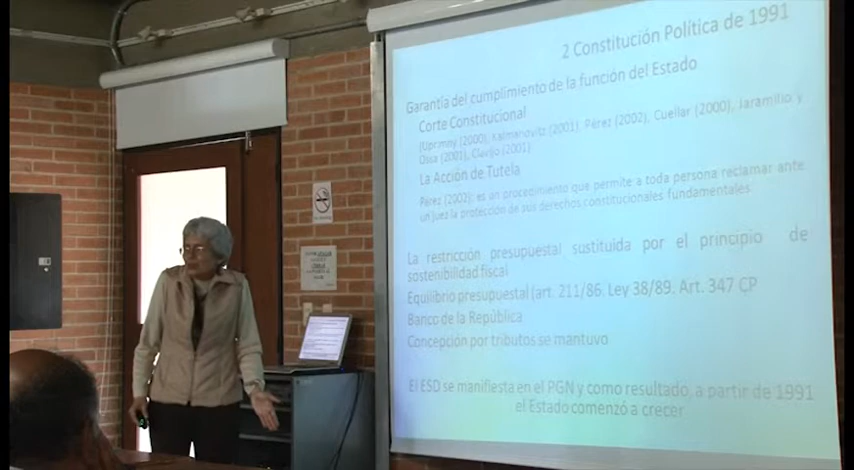 2 Constitución Política de 1991
Garantía del cumplimiento de la función del Estado
Corte Constitucional
(Uprimny (2000), Kalmanovitz (2001), Pérez (2002), Cuellar (2000), Jaramillo y
Ossa (2001), Clavijo (2001)
La Acción de Tutela
Pérez (2002): es un procedimiento que permite a toda persona reclamar ante
un juez la protección de sus derechos constitucionales fundamentales
La restricción presupuestal sustituida por el principio de
sostenibilidad fiscal
Equilibrio presupuestal (art. 211/86. Ley 38/89. Art. 347 CP
Banco de la República
Concepción por tributos se mantuvo
El ESD se manifiesta en el PGN y como resultado, a partir de 1991
el Estado comenzó a crecer